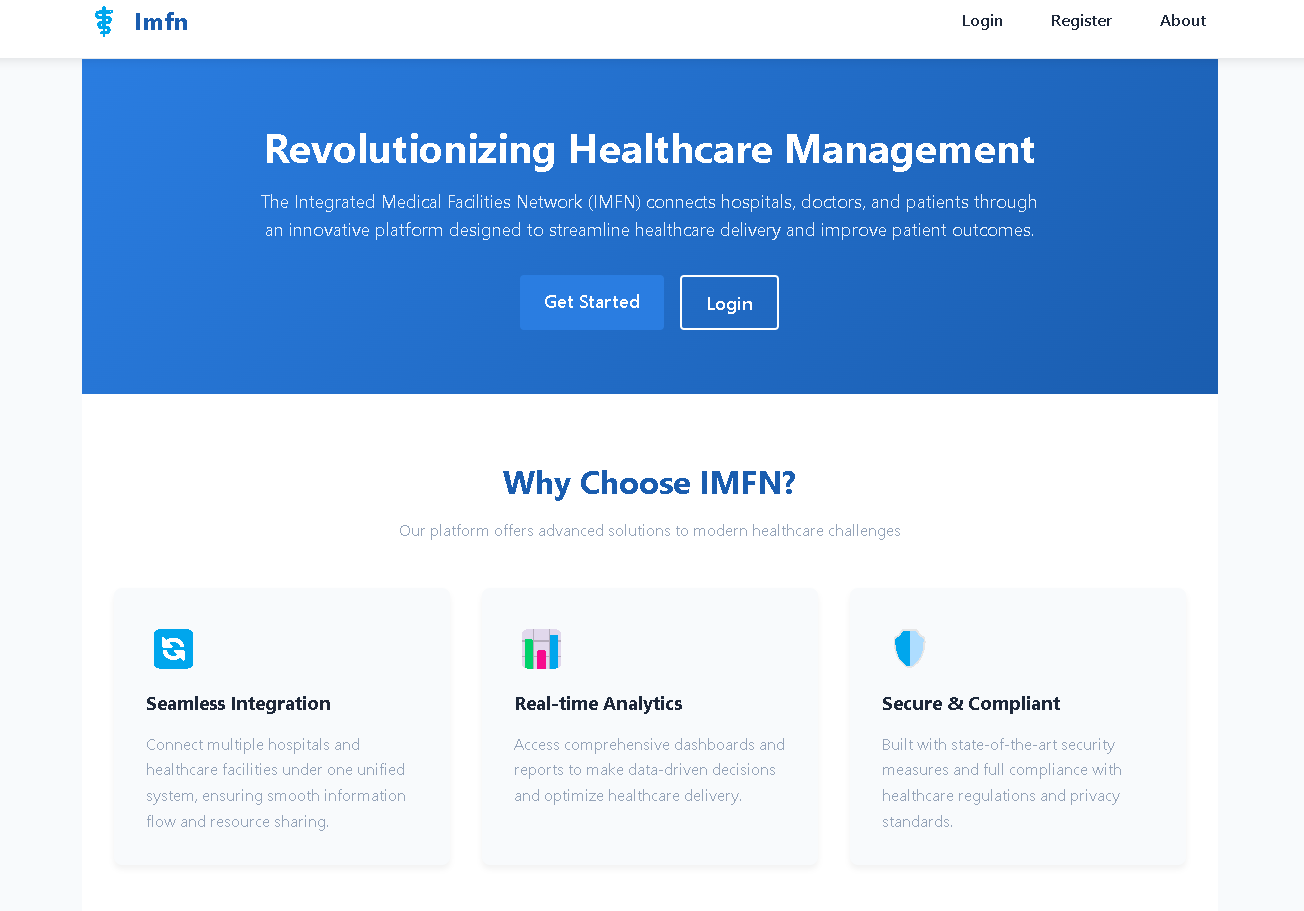 Imfn
Login
Register
About
Revolutionizing Healthcare Management
The Integrated Medical Facilities Network (IMFN) connects hospitals, doctors, and patients through
an innovative platform designed to streamline healthcare delivery and improve patient outcomes.
Get Started
Login
Why Choose IMFN?
Our platform offers advanced solutions to modern healthcare challenges
Seamless Integration
Connect multiple hospitals and
healthcare facilities under one unified
system, ensuring smooth information
flow and resource sharing.
Real-time Analytics
Access comprehensive dashboards and
reports to make data-driven decisions
and optimize healthcare delivery.
Secure & Compliant
Built with state-of-the-art security
measures and full compliance with
healthcare regulations and privacy
standards.